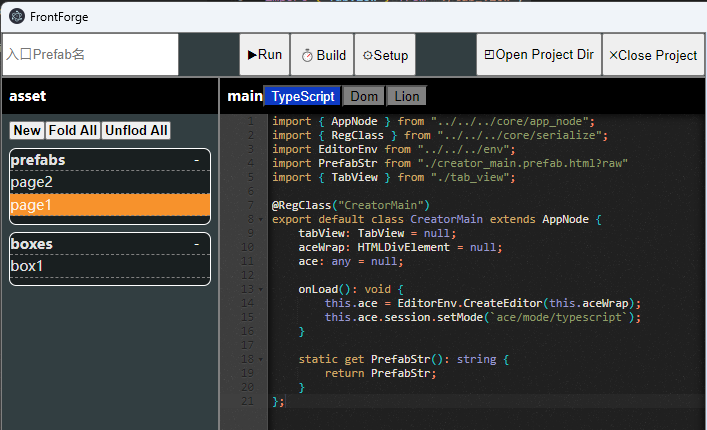 FrontForge
入口Prefab名
▶Run
⏱ Build
⚙Setup
◰Open Project Dir
×Close Project
asset
New Fold All Unflod All
prefabs -
page2
page1
boxes -
box1
main TypeScript Dom Lion
1 import { AppNode } from "../../../core/app_node";
2 import { RegClass } from "../../../core/serialize";
3 import EditorEnv from "../../../env";
4 import PrefabStr from "./creator_main.prefab.html?raw"
5 import { TabView } from "./tab_view";
6
7 @RegClass("CreatorMain")
8 export default class CreatorMain extends AppNode {
9     tabView: TabView = null;
10     aceWrap: HTMLDivElement = null;
11     ace: any = null;
12
13     onLoad(): void {
14         this.ace = EditorEnv.CreateEditor(this.aceWrap);
15         this.ace.session.setMode(`ace/mode/typescript`);
16     }
17
18     static get PrefabStr(): string {
19         return PrefabStr;
20     }
21 };